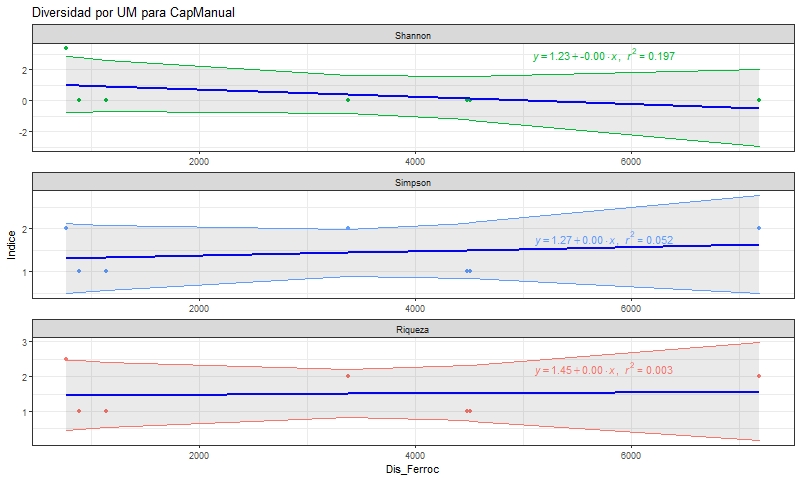 Diversidad por UM para CapManual
Shannon
y = 1.23 + -0.00 · x, r² = 0.197
2
0
-2
2000 4000 6000
Simpson
y = 1.27 + 0.00 · x, r² = 0.052
2
1
2000 4000 6000
Indice
Riqueza
y = 1.45 + 0.00 · x, r² = 0.003
3
2
1
2000 4000 6000
Dis_Ferroc